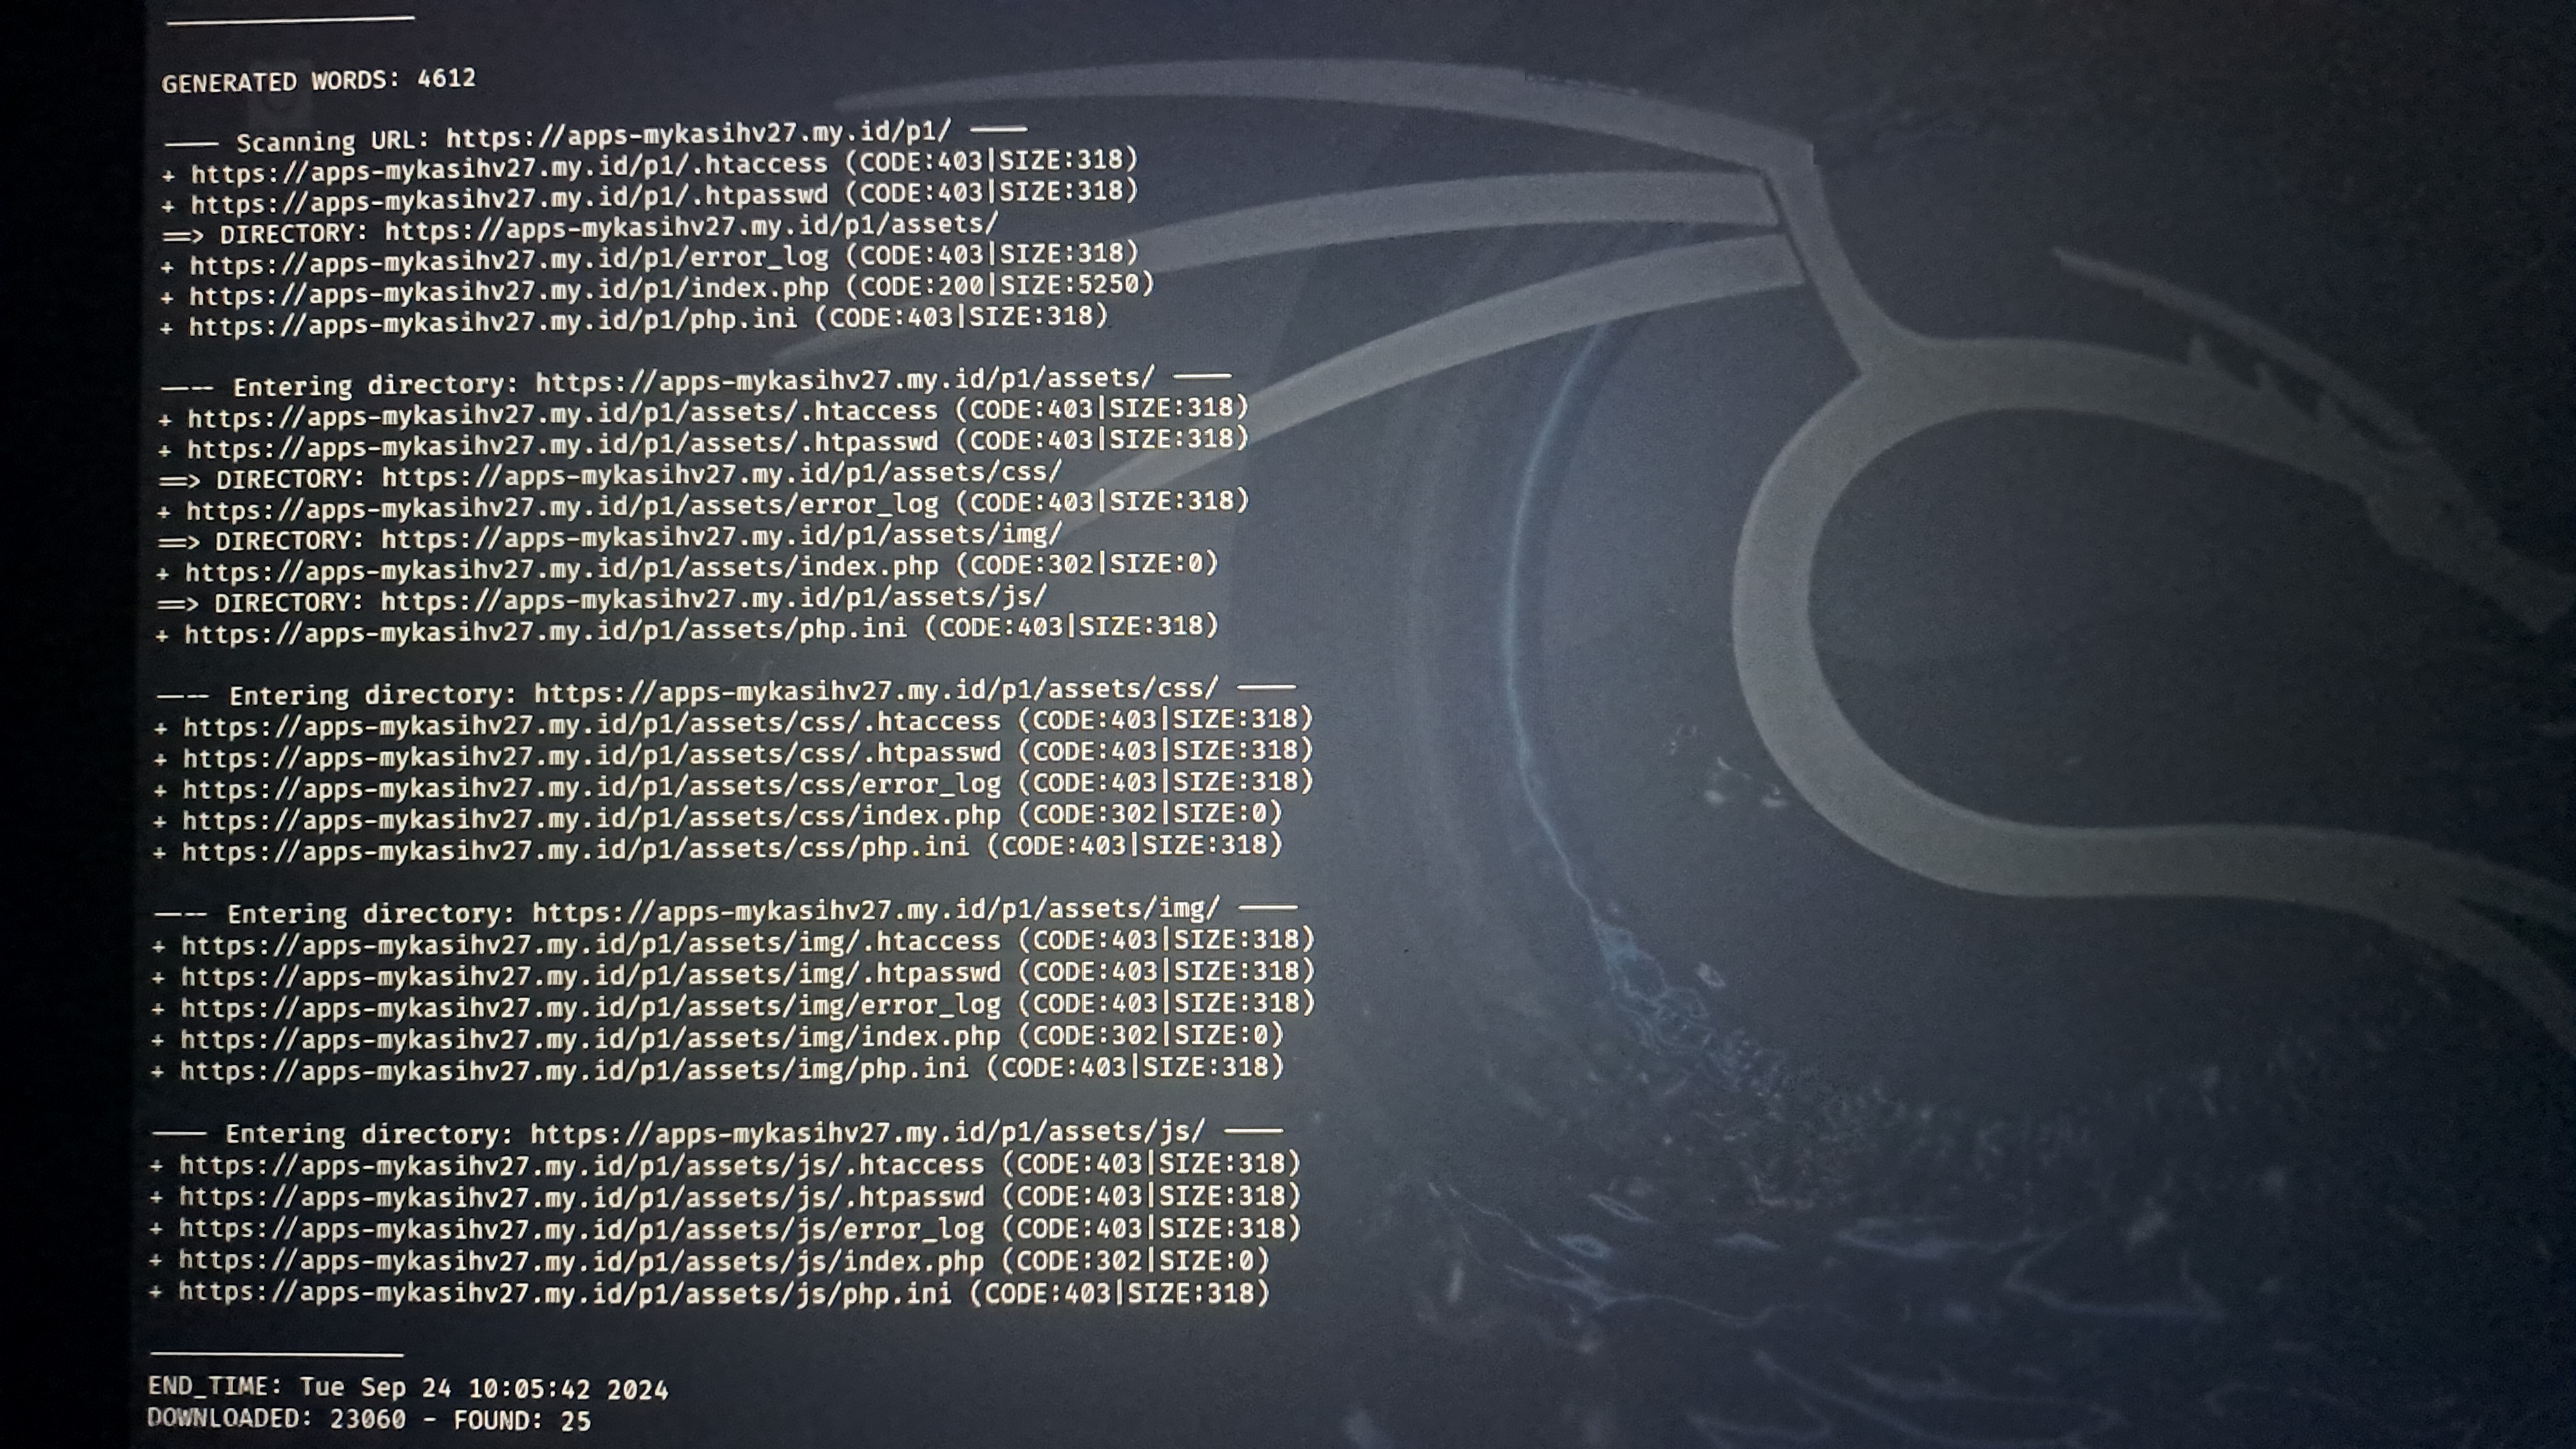 GENERATED WORDS: 4612
---- Scanning URL: https://apps-mykasihv27.my.id/p1/ ----
+ https://apps-mykasihv27.my.id/p1/.htaccess (CODE:403|SIZE:318)
+ https://apps-mykasihv27.my.id/p1/.htpasswd (CODE:403|SIZE:318)
==> DIRECTORY: https://apps-mykasihv27.my.id/p1/assets/
+ https://apps-mykasihv27.my.id/p1/error_log (CODE:403|SIZE:318)
+ https://apps-mykasihv27.my.id/p1/index.php (CODE:200|SIZE:5250)
+ https://apps-mykasihv27.my.id/p1/php.ini (CODE:403|SIZE:318)
---- Entering directory: https://apps-mykasihv27.my.id/p1/assets/ ----
+ https://apps-mykasihv27.my.id/p1/assets/.htaccess (CODE:403|SIZE:318)
+ https://apps-mykasihv27.my.id/p1/assets/.htpasswd (CODE:403|SIZE:318)
==> DIRECTORY: https://apps-mykasihv27.my.id/p1/assets/css/
+ https://apps-mykasihv27.my.id/p1/assets/error_log (CODE:403|SIZE:318)
==> DIRECTORY: https://apps-mykasihv27.my.id/p1/assets/img/
+ https://apps-mykasihv27.my.id/p1/assets/index.php (CODE:302|SIZE:0)
==> DIRECTORY: https://apps-mykasihv27.my.id/p1/assets/js/
+ https://apps-mykasihv27.my.id/p1/assets/php.ini (CODE:403|SIZE:318)
---- Entering directory: https://apps-mykasihv27.my.id/p1/assets/css/ ----
+ https://apps-mykasihv27.my.id/p1/assets/css/.htaccess (CODE:403|SIZE:318)
+ https://apps-mykasihv27.my.id/p1/assets/css/.htpasswd (CODE:403|SIZE:318)
+ https://apps-mykasihv27.my.id/p1/assets/css/error_log (CODE:403|SIZE:318)
+ https://apps-mykasihv27.my.id/p1/assets/css/index.php (CODE:302|SIZE:0)
+ https://apps-mykasihv27.my.id/p1/assets/css/php.ini (CODE:403|SIZE:318)
---- Entering directory: https://apps-mykasihv27.my.id/p1/assets/img/ ----
+ https://apps-mykasihv27.my.id/p1/assets/img/.htaccess (CODE:403|SIZE:318)
+ https://apps-mykasihv27.my.id/p1/assets/img/.htpasswd (CODE:403|SIZE:318)
+ https://apps-mykasihv27.my.id/p1/assets/img/error_log (CODE:403|SIZE:318)
+ https://apps-mykasihv27.my.id/p1/assets/img/index.php (CODE:302|SIZE:0)
+ https://apps-mykasihv27.my.id/p1/assets/img/php.ini (CODE:403|SIZE:318)
---- Entering directory: https://apps-mykasihv27.my.id/p1/assets/js/ ----
+ https://apps-mykasihv27.my.id/p1/assets/js/.htaccess (CODE:403|SIZE:318)
+ https://apps-mykasihv27.my.id/p1/assets/js/.htpasswd (CODE:403|SIZE:318)
+ https://apps-mykasihv27.my.id/p1/assets/js/error_log (CODE:403|SIZE:318)
+ https://apps-mykasihv27.my.id/p1/assets/js/index.php (CODE:302|SIZE:0)
+ https://apps-mykasihv27.my.id/p1/assets/js/php.ini (CODE:403|SIZE:318)
END_TIME: Tue Sep 24 10:05:42 2024
DOWNLOADED: 23060 - FOUND: 25